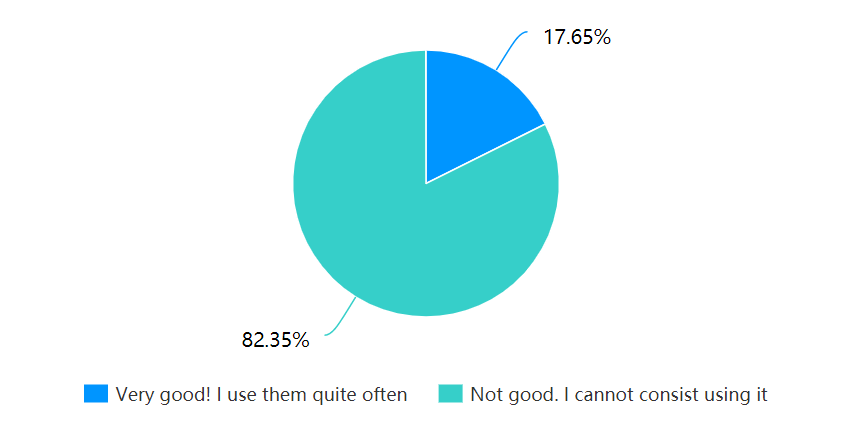 17.65%
82.35%
Very good! I use them quite often
Not good. I cannot consist using it